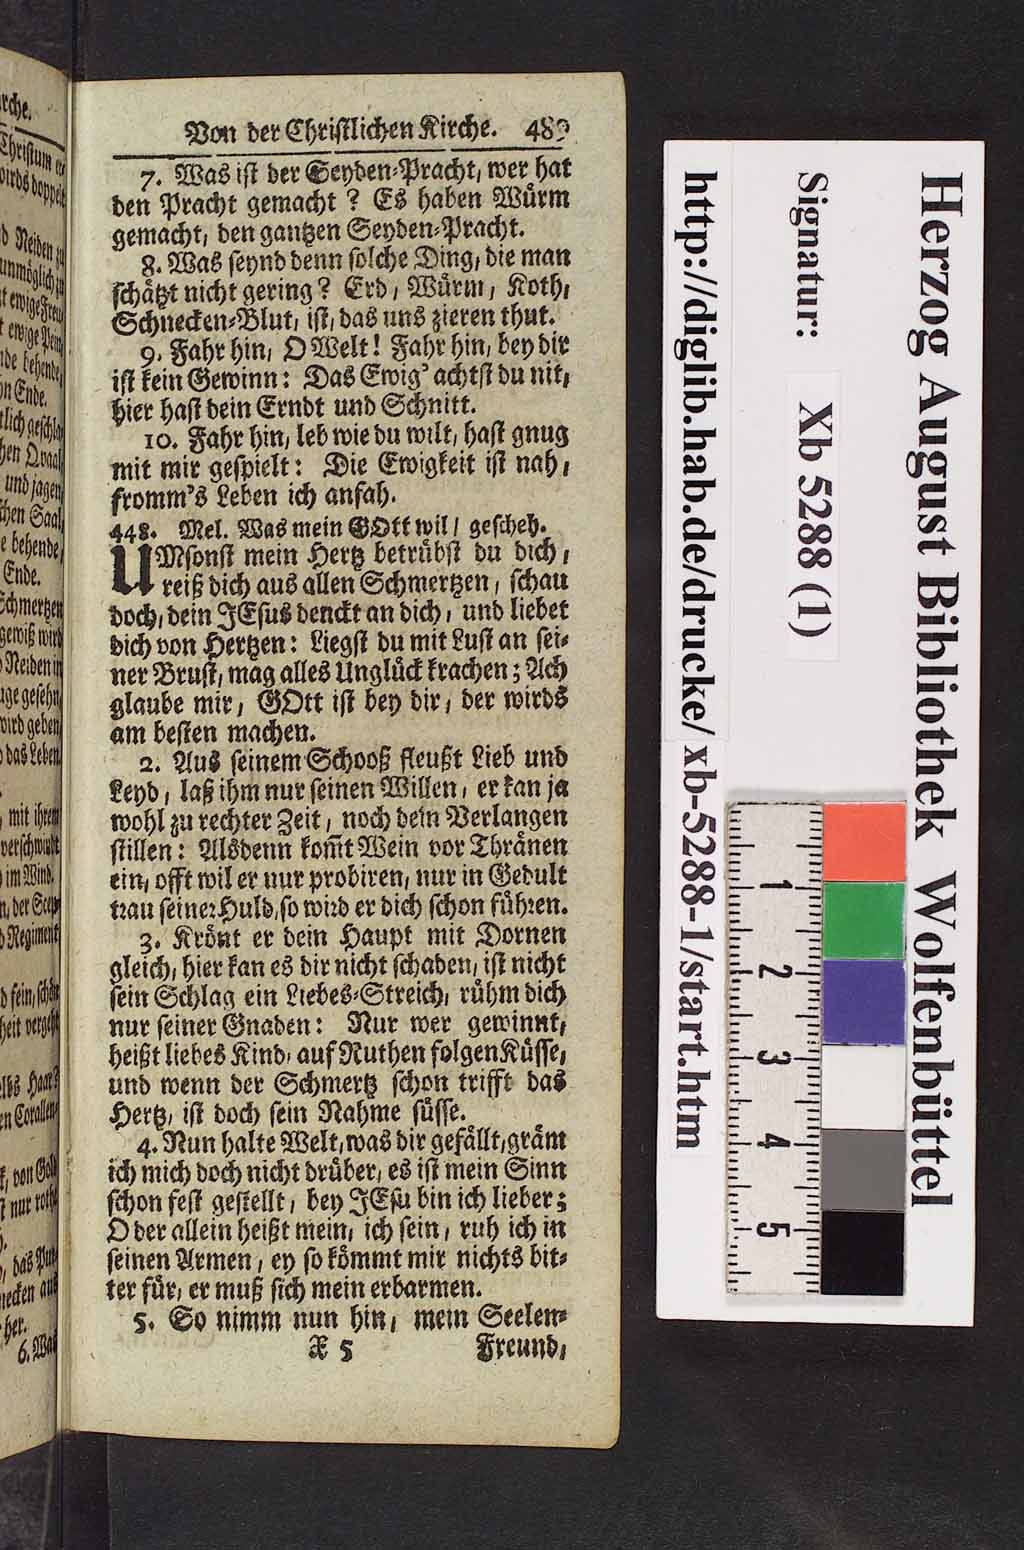 Von der Christlichen Kirche. 489
7. Was ist der Seyden-Pracht, wer hat
den Pracht gemacht? Es haben Würm
gemacht, den gantzen Seyden-Pracht.
8. Was seynd denn solche Ding, die man
schätzt nicht gering? Erd, Würm, Koth,
Schnecken-Blut, ist, das uns zieren thut.
9. Fahr hin, O Welt! Fahr hin, bey dir
ist kein Gewinn: Das Ewig' achtst du nit,
hier hast dein Erndt und Schnitt.
10. Fahr hin, leb wie du wilt, hast gnug
mit mir gespielt: Die Ewigkeit ist nah,
fromm's Leben ich anfah.
448. Mel. Was mein GOtt wil / gescheh.
UMsonst mein Hertz betrübst du dich,
reiß dich aus allen Schmertzen, schau
doch, dein JEsus denckt an dich, und liebet
dich von Hertzen: Liegst du mit Lust an sei-
ner Brust, mag alles Unglück krachen; Ach
glaube mir, GOtt ist bey dir, der wirds
am besten machen.
2. Aus seinem Schooß fleußt Lieb und
Leyd, laß ihm nur seinen Willen, er kan ja
wohl zu rechter Zeit, noch dein Verlangen
stillen: Alsdenn kom̃t Wein vor Thränen
ein, offt wil er nur probiren, nur in Gedult
trau seiner Huld, so wird er dich schon führen.
3. Krönt er dein Haupt mit Dornen
gleich, hier kan es dir nicht schaden, ist nicht
sein Schlag ein Liebes-Streich, rühm dich
nur seiner Gnaden: Nur wer gewinnt,
heißt liebes Kind, auf Ruthen folgen Küsse,
und wenn der Schmertz schon trifft das
Hertz, ist doch sein Nahme süsse.
4. Nun halte Welt, was dir gefällt, gräm
ich mich doch nicht drüber, es ist mein Sinn
schon fest gestellt, bey JEsu bin ich lieber;
O der allein heißt mein, ich sein, ruh ich in
seinen Armen, ey so kömmt mir nichts bit-
ter für, er muß sich mein erbarmen.
5. So nimm nun hin, mein Seelen-
X 5 Freund,
Herzog August Bibliothek Wolfenbüttel
Signatur: Xb 5288 (1)
http://diglib.hab.de/drucke/xb-5288-1/start.htm
1
2
3
4
5